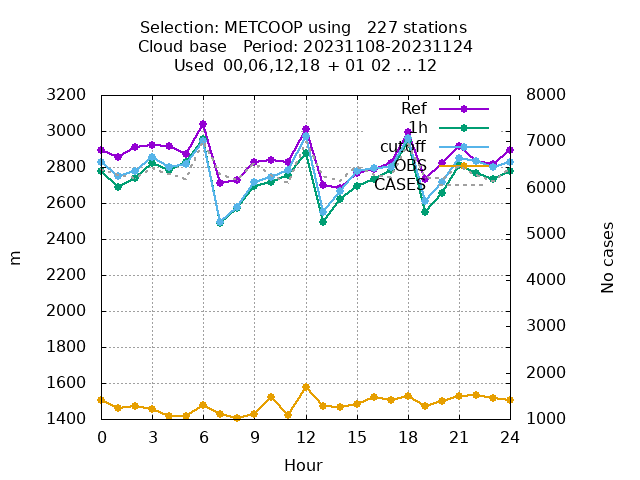 Selection: METCOOP using   227 stations
Cloud base   Period: 20231108-20231124
Used 00,06,12,18 + 01 02 ... 12
3200
3000
2800
2600
2400
2200
2000
1800
1600
1400
m
8000
7000
6000
5000
4000
3000
2000
1000
No cases
Ref
1h
cutoff
OBS
CASES
0 3 6 9 12 15 18 21 24
Hour